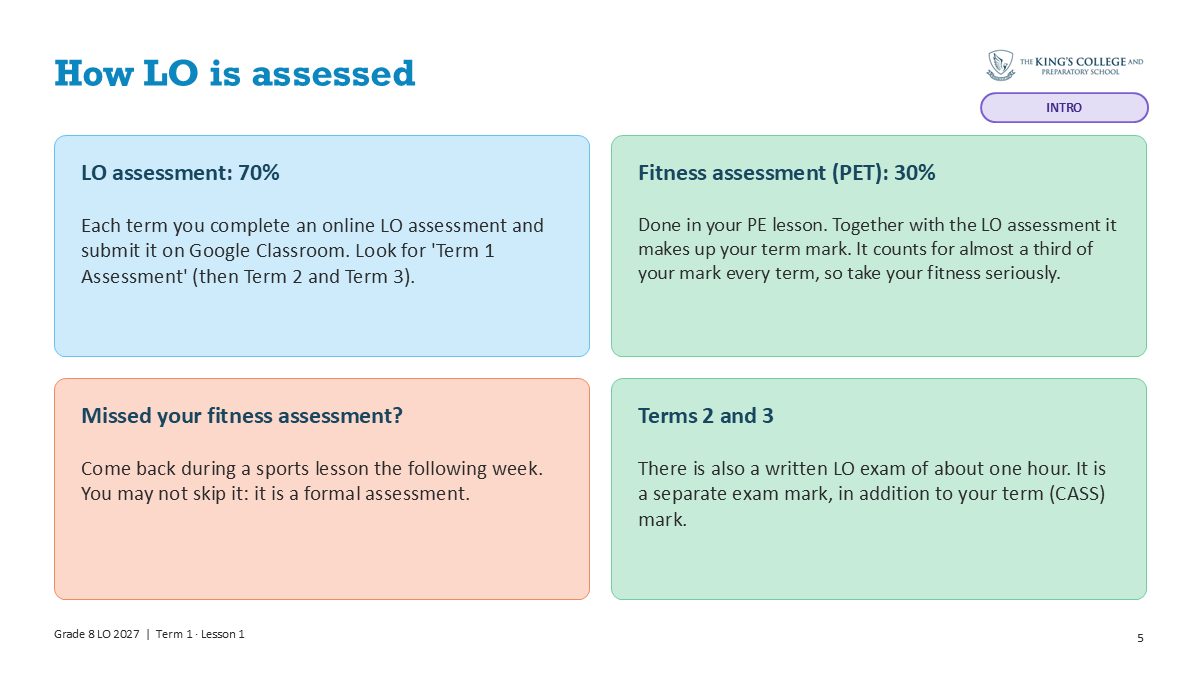 How LO is assessed
THE KING'S COLLEGE AND
PREPARATORY SCHOOL
INTRO
LO assessment: 70%
Each term you complete an online LO assessment and
submit it on Google Classroom. Look for 'Term 1
Assessment' (then Term 2 and Term 3).
Fitness assessment (PET): 30%
Done in your PE lesson. Together with the LO assessment it
makes up your term mark. It counts for almost a third of
your mark every term, so take your fitness seriously.
Missed your fitness assessment?
Come back during a sports lesson the following week.
You may not skip it: it is a formal assessment.
Terms 2 and 3
There is also a written LO exam of about one hour. It is
a separate exam mark, in addition to your term (CASS)
mark.
Grade 8 LO 2027 | Term 1 · Lesson 1
5